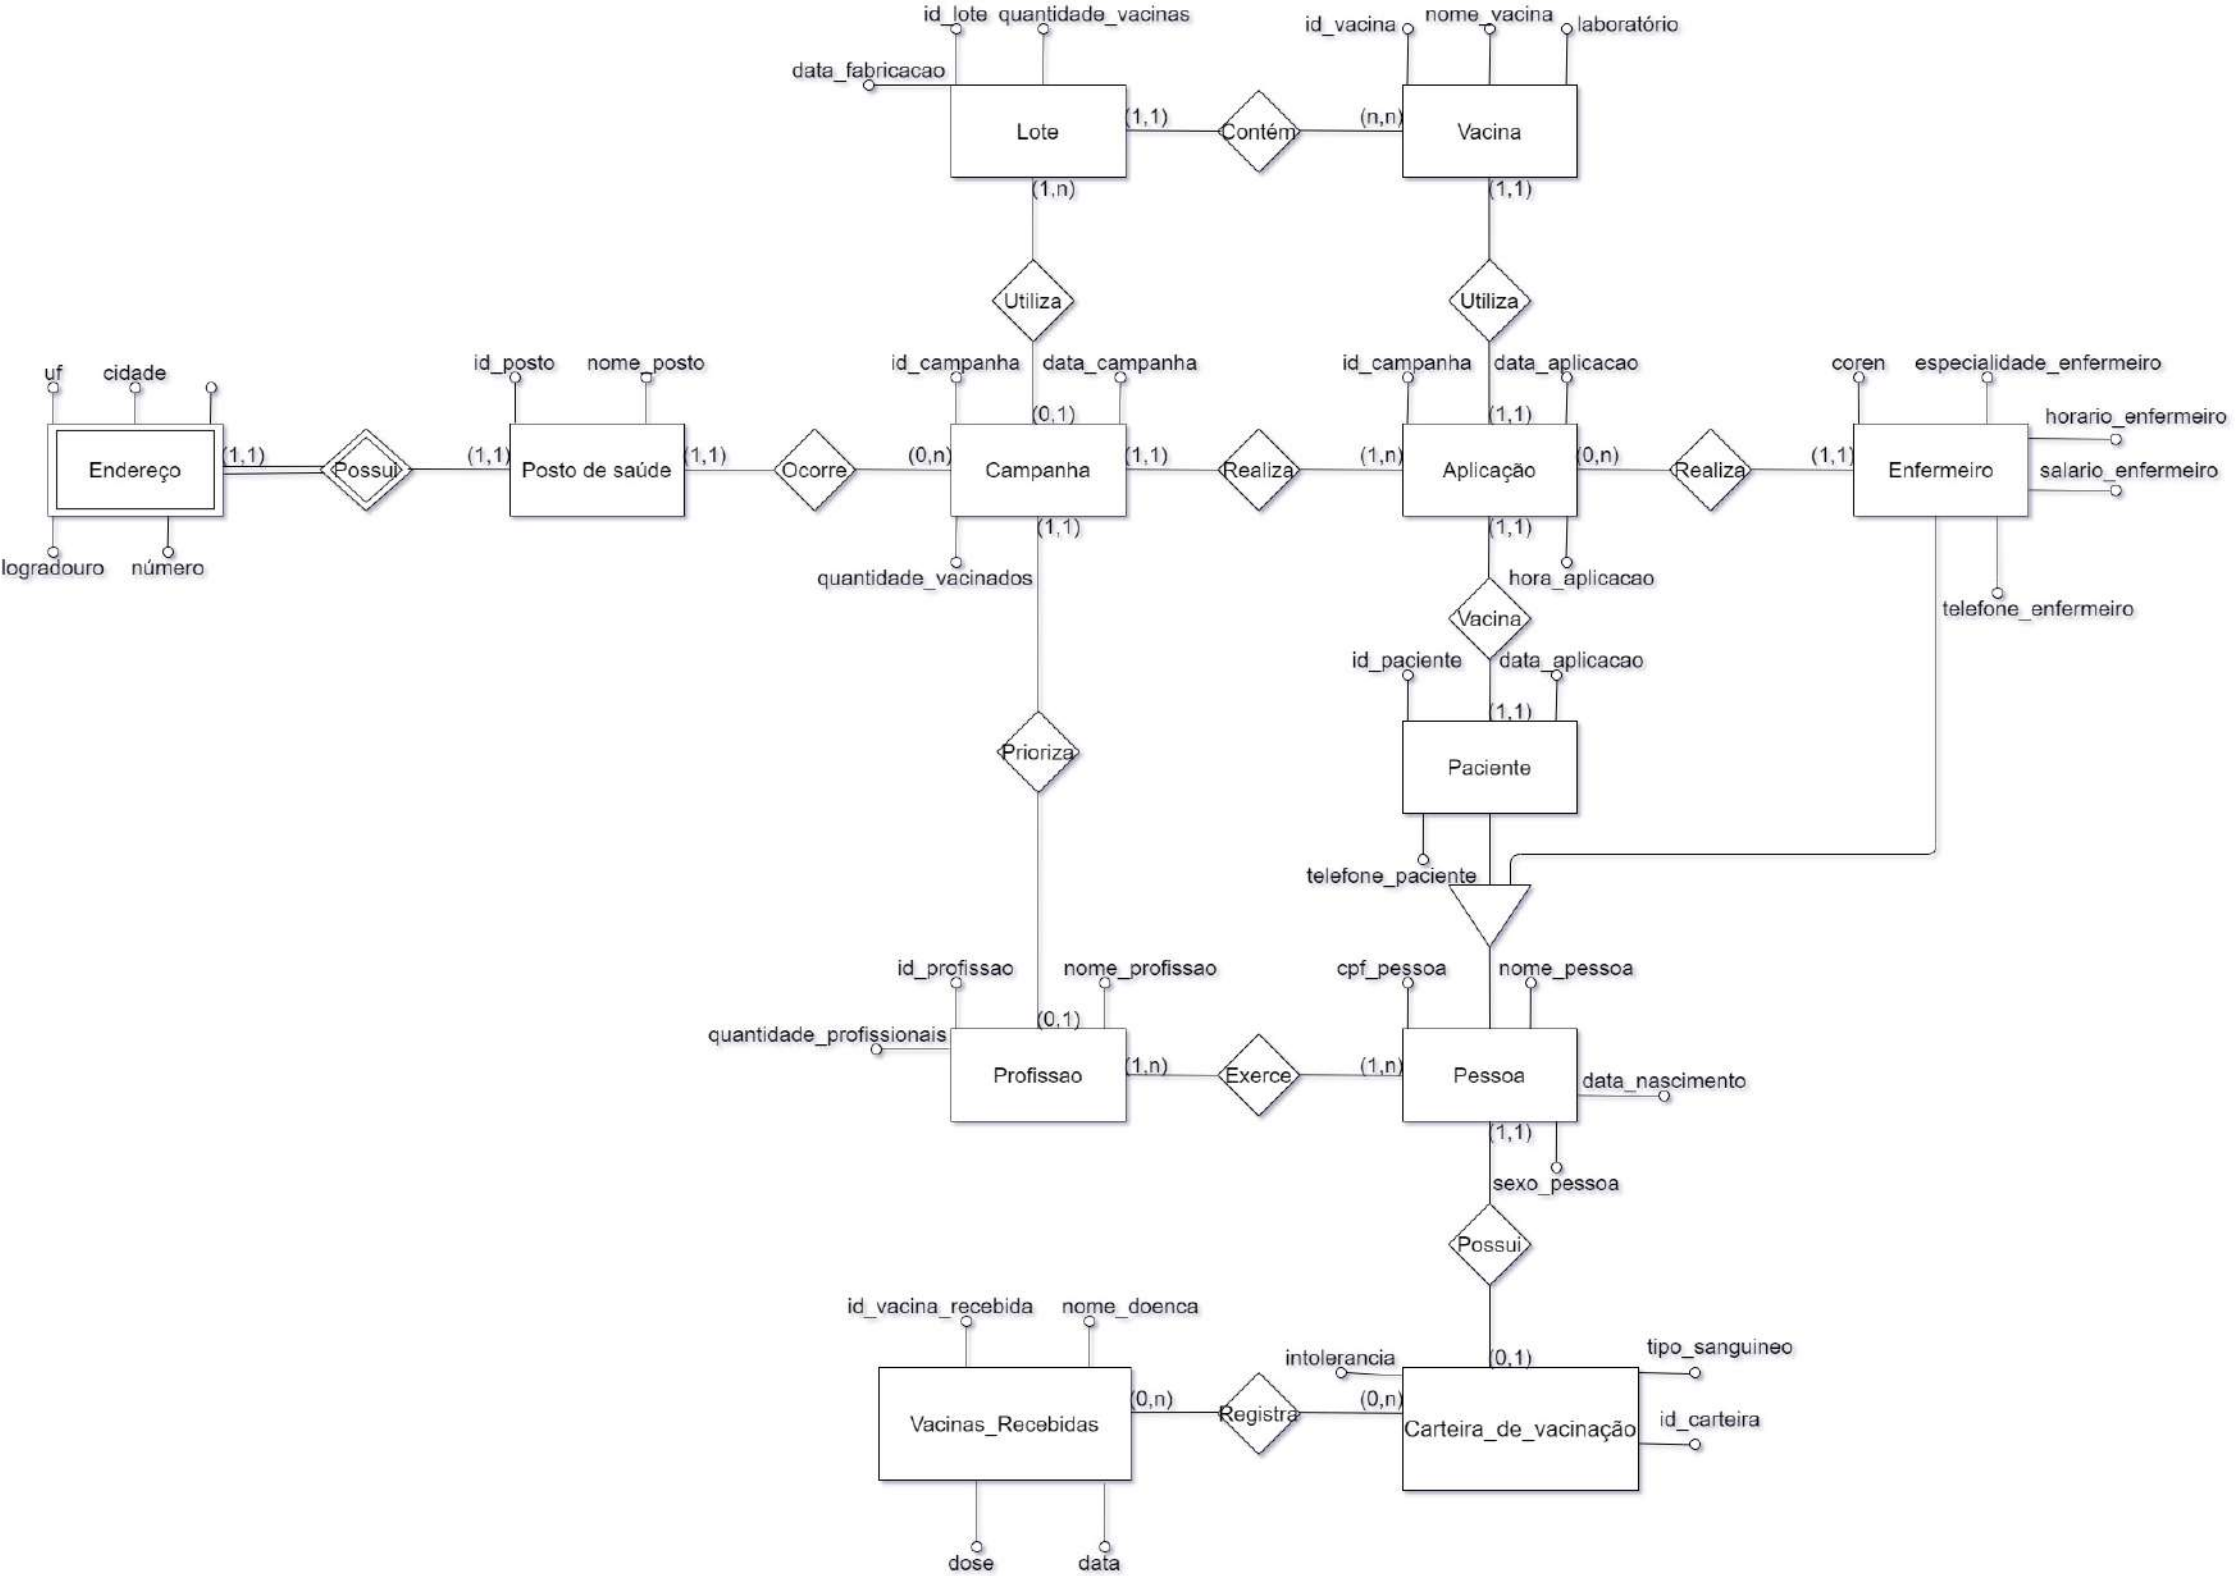 id_lote quantidade_vacinas
id_vacina nome_vacina laboratório
data_fabricacao
Lote (1,1) Contém (n,n) Vacina
(1,n) (1,1)
Utiliza Utiliza
uf cidade id_posto nome_posto id_campanha data_campanha id_campanha data_aplicacao coren especialidade_enfermeiro
(0,1) (1,1) horario_enfermeiro
Endereço (1,1) Possui (1,1) Posto de saúde (1,1) Ocorre (0,n) Campanha (1,1) Realiza (1,n) Aplicação (0,n) Realiza (1,1) Enfermeiro salario_enfermeiro
(1,1) (1,1)
logradouro número quantidade_vacinados hora_aplicacao
telefone_enfermeiro
Vacina
id_paciente data_aplicacao
(1,1)
Prioriza Paciente
telefone_paciente
id_profissao nome_profissao cpf_pessoa nome_pessoa
(0,1)
quantidade_profissionais
Profissao (1,n) Exerce (1,n) Pessoa data_nascimento
(1,1)
sexo_pessoa
Possui
id_vacina_recebida nome_doenca
intolerancia (0,1) tipo_sanguineo
Vacinas_Recebidas (0,n) Registra (0,n) Carteira_de_vacinação id_carteira
dose data